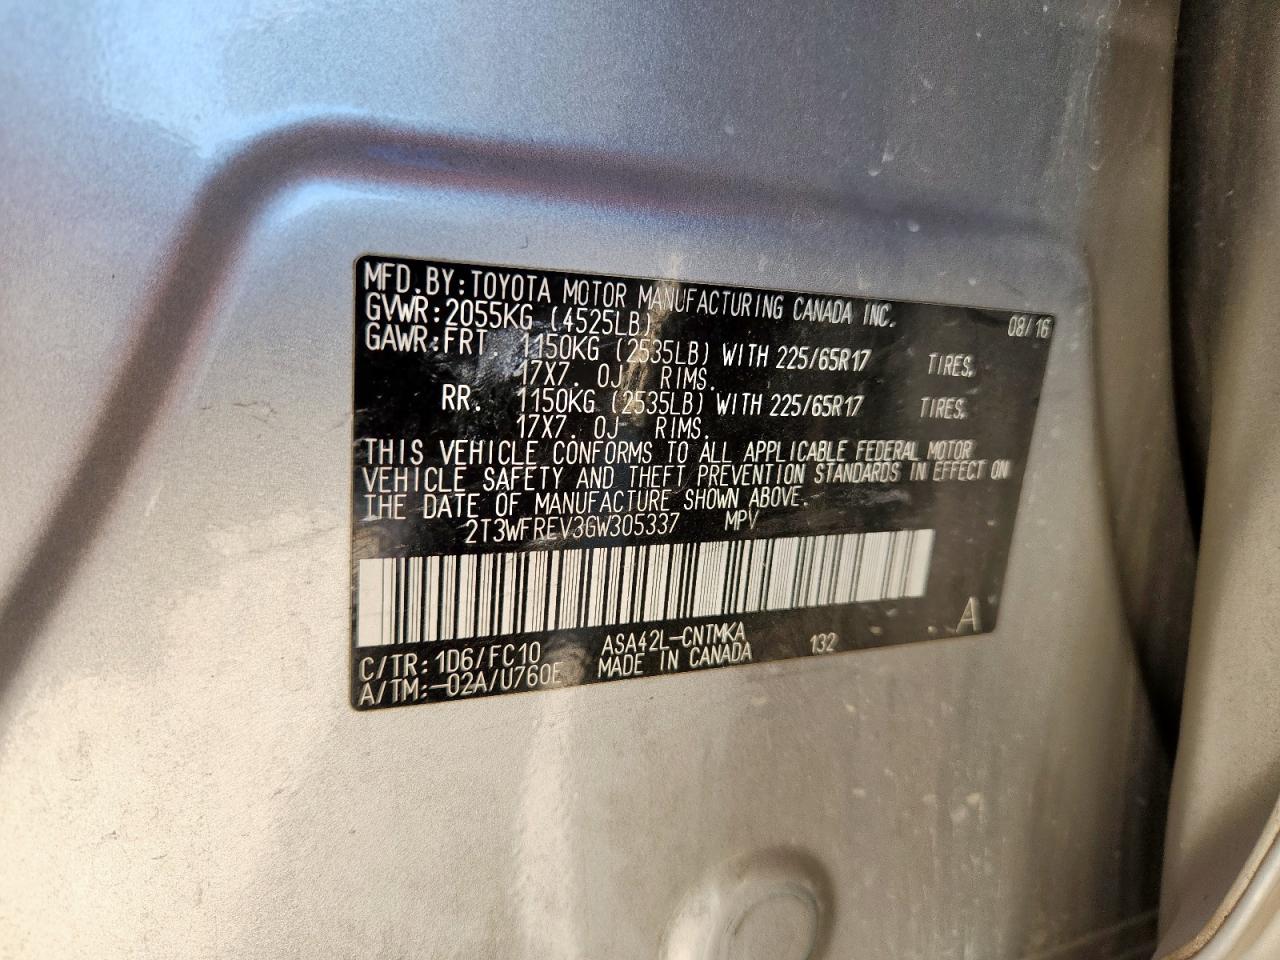 MFD.BY:TOYOTA MOTOR MANUFACTURING CANADA INC. 08/16
GVWR:2055KG (4525LB)
GAWR:FRT. 1150KG (2535LB) WITH 225/65R17 TIRES,
17X7. 0J RIMS.
RR. 1150KG (2535LB) WITH 225/65R17 TIRES,
17X7. 0J RIMS.
THIS VEHICLE CONFORMS TO ALL APPLICABLE FEDERAL MOTOR
VEHICLE SAFETY AND THEFT PREVENTION STANDARDS IN EFFECT ON
THE DATE OF MANUFACTURE SHOWN ABOVE.
2T3WFREV3GW305337 MPV
C/TR: 1D6/FC10 ASA42L-CNTMKA 132 A
A/TM:-02A/U760E MADE IN CANADA